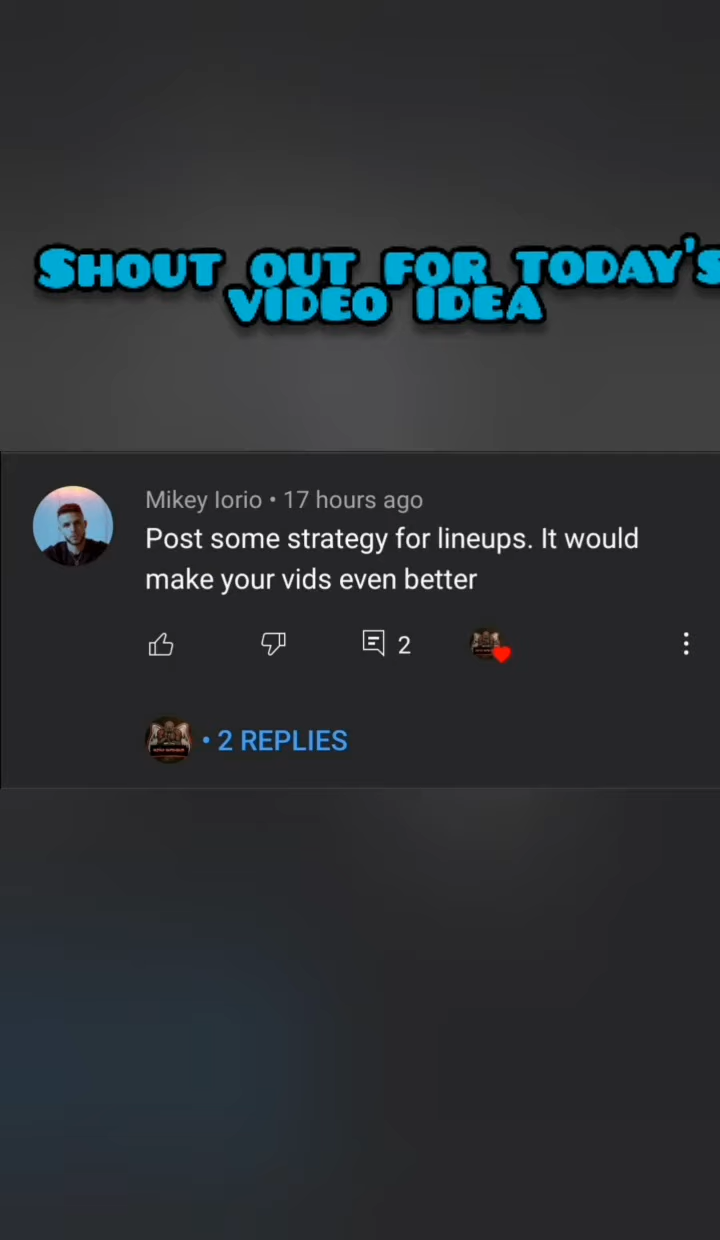 SHOUT OUT FOR TODAY'S
VIDEO IDEA
Mikey Iorio • 17 hours ago
Post some strategy for lineups. It would
make your vids even better
2
• 2 REPLIES